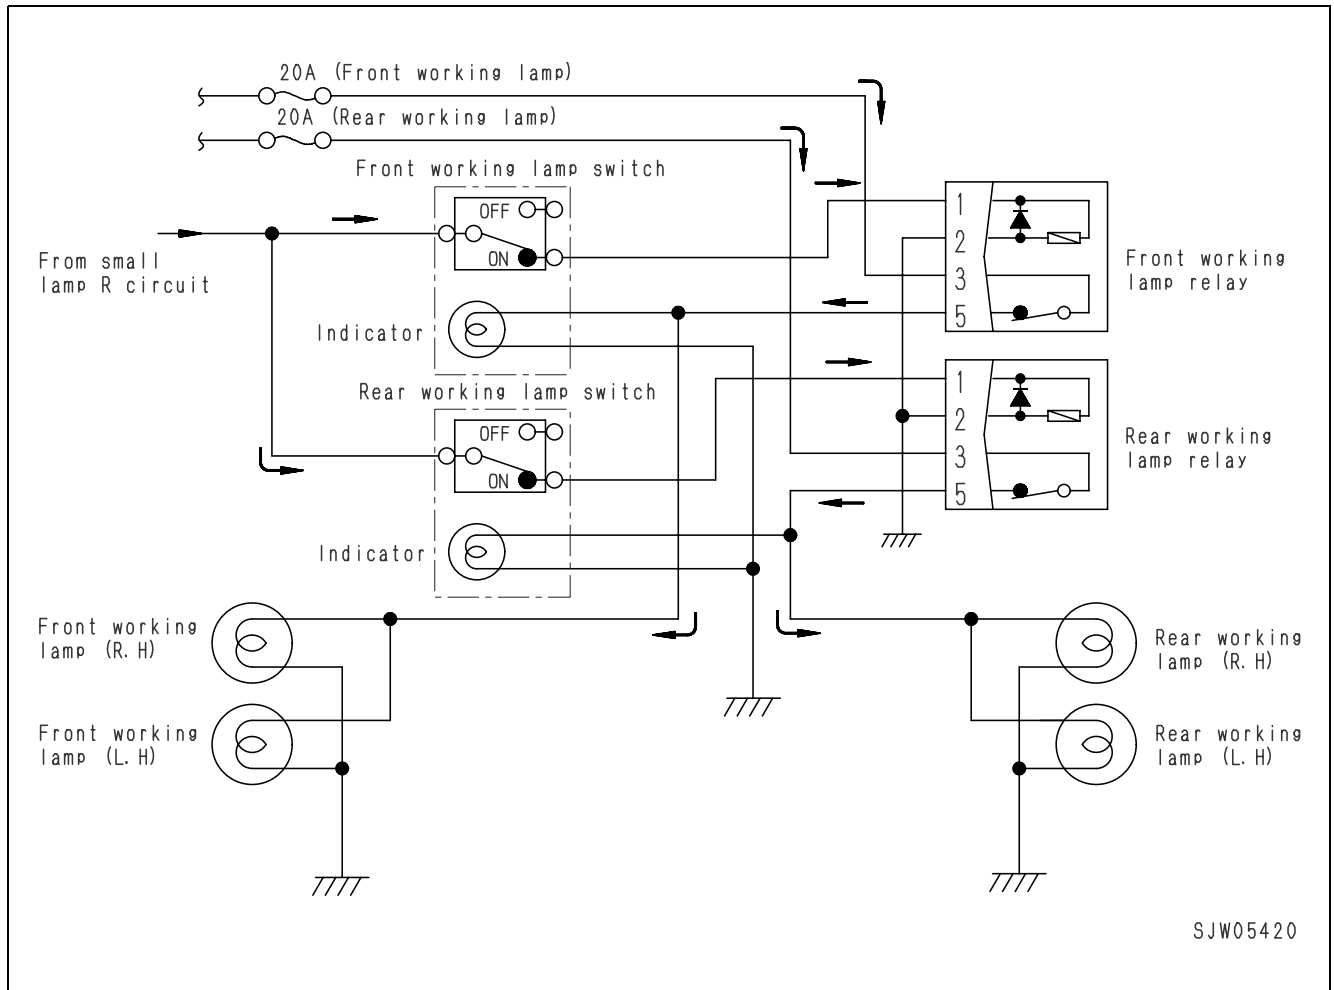 20A (Front working lamp)
20A (Rear working lamp)
Front working lamp switch
OFF
ON
From small
lamp R circuit
Indicator
1
2
3
5
Front working
lamp relay
Rear working lamp switch
OFF
ON
Indicator
1
2
3
5
Rear working
lamp relay
Front working
lamp (R.H)
Front working
lamp (L.H)
Rear working
lamp (R.H)
Rear working
lamp (L.H)
SJW05420